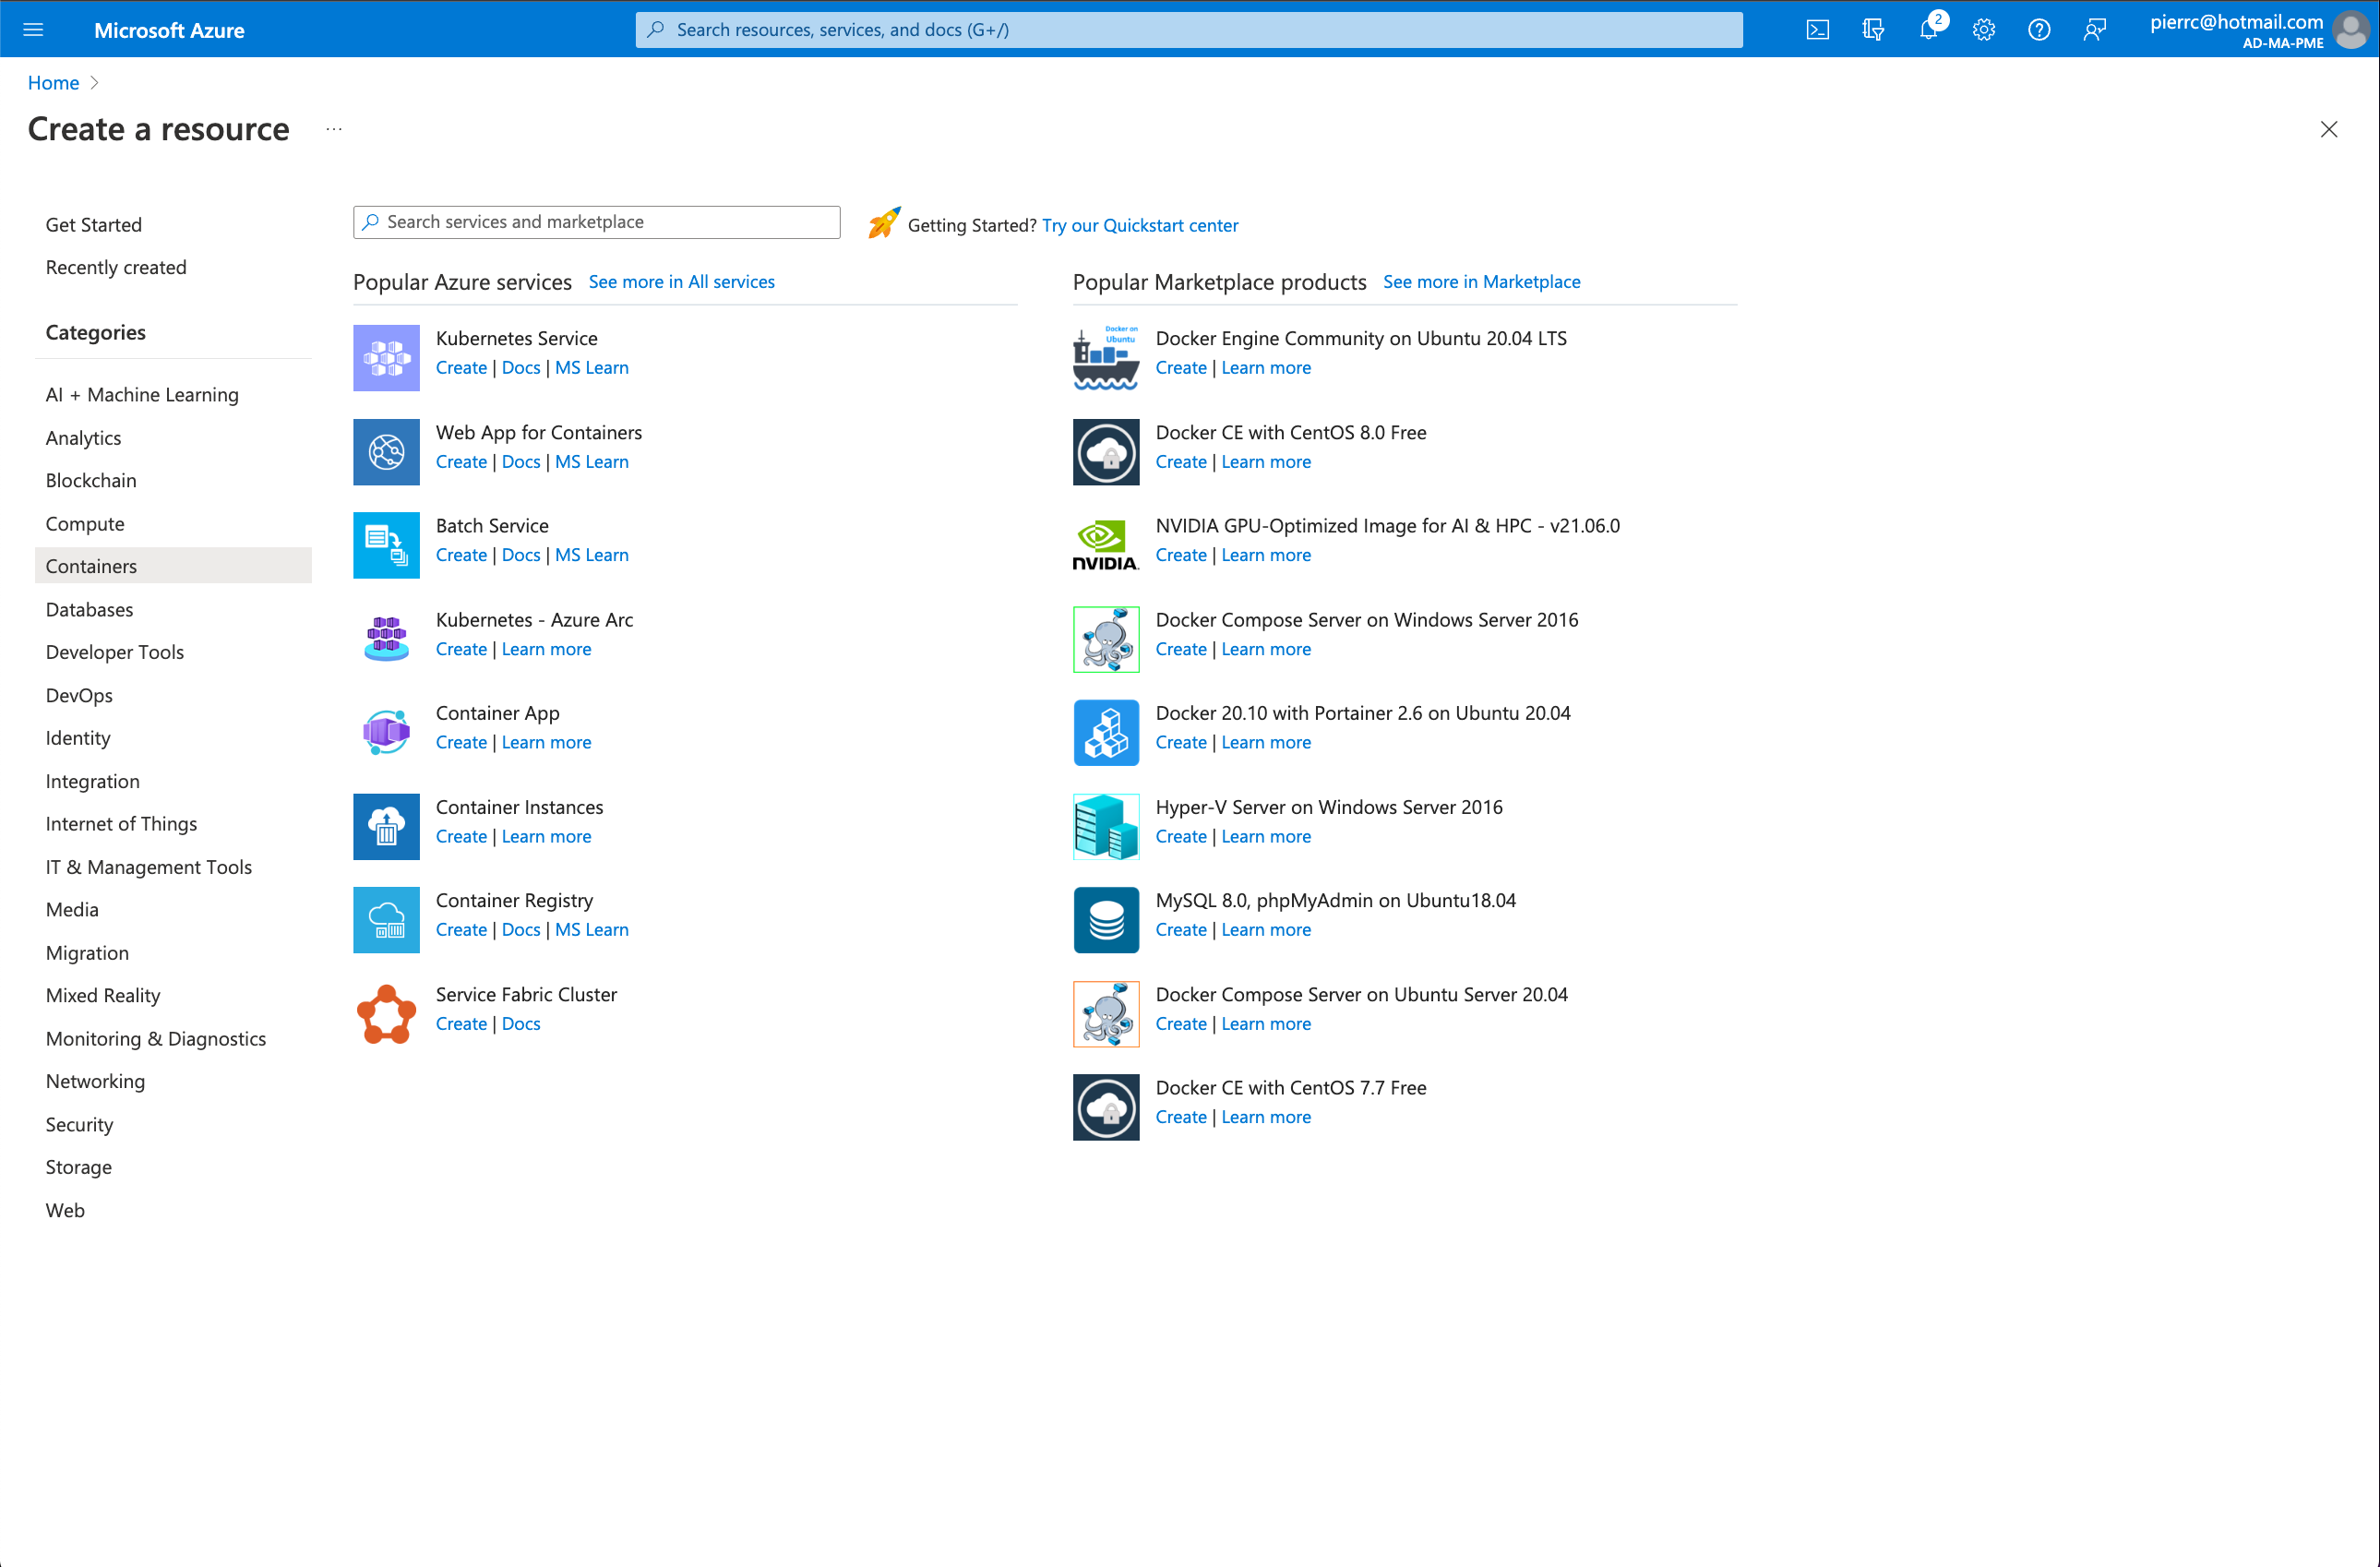 Microsoft Azure
Search resources, services, and docs (G+/)
2
pierrc@hotmail.com
AD-MA-PME
Home
Create a resource
Get Started
Recently created
Categories
AI + Machine Learning
Analytics
Blockchain
Compute
Containers
Databases
Developer Tools
DevOps
Identity
Integration
Internet of Things
IT & Management Tools
Media
Migration
Mixed Reality
Monitoring & Diagnostics
Networking
Security
Storage
Web
Search services and marketplace
Getting Started? Try our Quickstart center
Popular Azure services See more in All services
Kubernetes Service
Create | Docs | MS Learn
Web App for Containers
Create | Docs | MS Learn
Batch Service
Create | Docs | MS Learn
Kubernetes - Azure Arc
Create | Learn more
Container App
Create | Learn more
Container Instances
Create | Learn more
Container Registry
Create | Docs | MS Learn
Service Fabric Cluster
Create | Docs
Popular Marketplace products See more in Marketplace
Docker on
Ubuntu
Docker Engine Community on Ubuntu 20.04 LTS
Create | Learn more
Docker CE with CentOS 8.0 Free
Create | Learn more
NVIDIA
NVIDIA GPU-Optimized Image for AI & HPC - v21.06.0
Create | Learn more
Docker Compose Server on Windows Server 2016
Create | Learn more
Docker 20.10 with Portainer 2.6 on Ubuntu 20.04
Create | Learn more
Hyper-V Server on Windows Server 2016
Create | Learn more
MySQL 8.0, phpMyAdmin on Ubuntu18.04
Create | Learn more
Docker Compose Server on Ubuntu Server 20.04
Create | Learn more
Docker CE with CentOS 7.7 Free
Create | Learn more